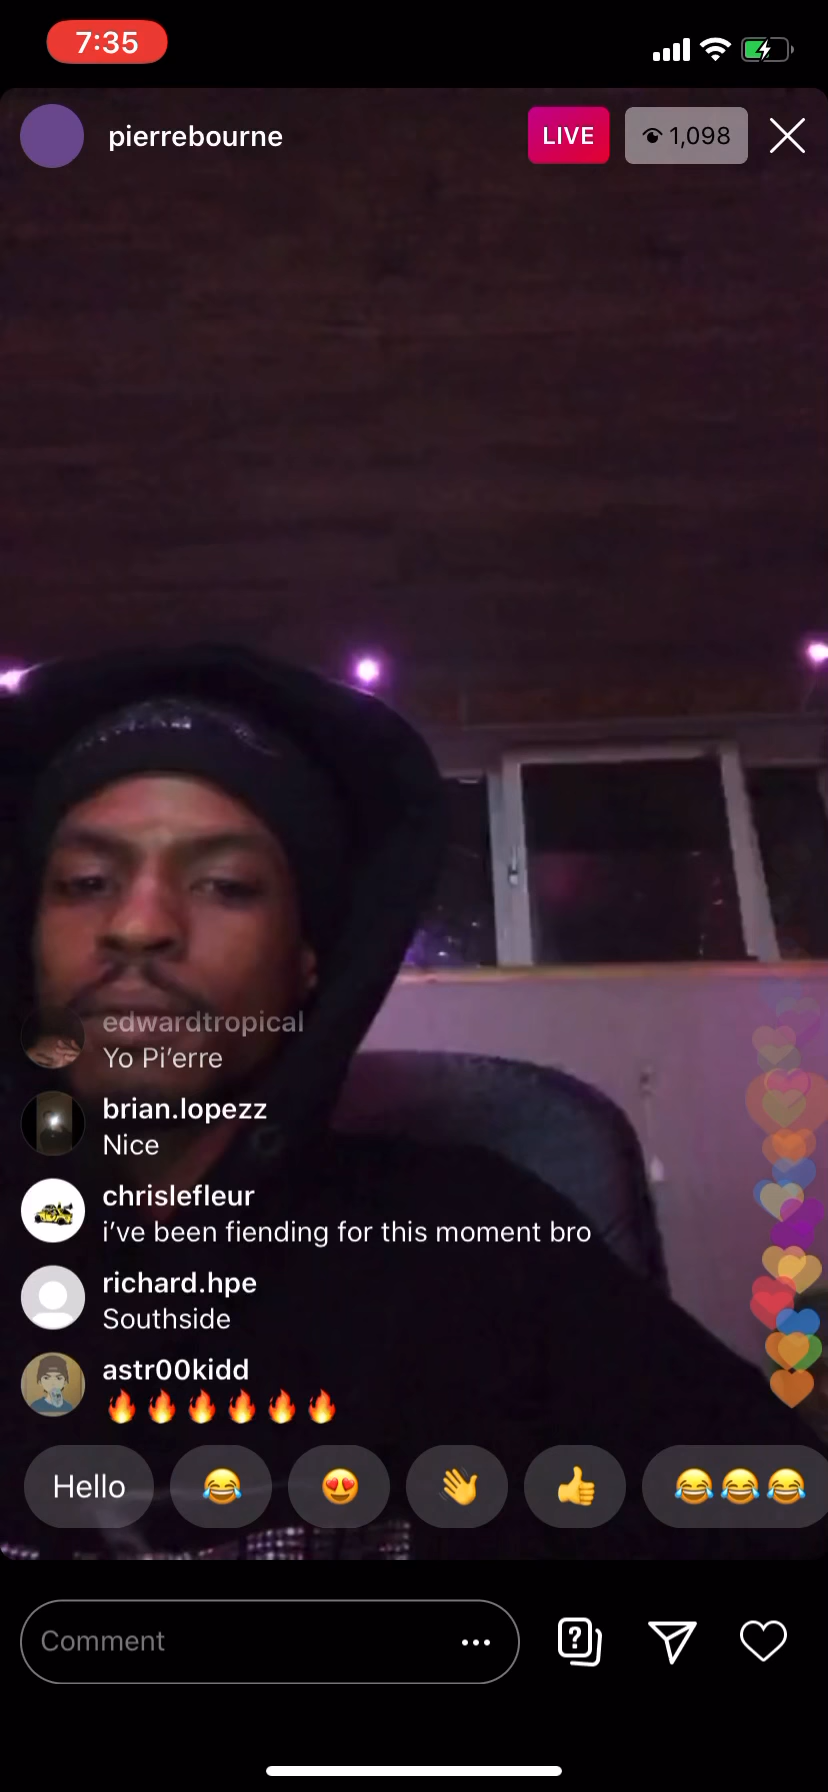 7:35
pierrebourne
LIVE
1,098
edwardtropical
Yo Pi’erre
brian.lopezz
Nice
chrislefleur
i’ve been fiending for this moment bro
richard.hpe
Southside
astr00kidd
🔥🔥🔥🔥🔥🔥
Hello 😂 😍 👋 👍 😂😂😂
Comment